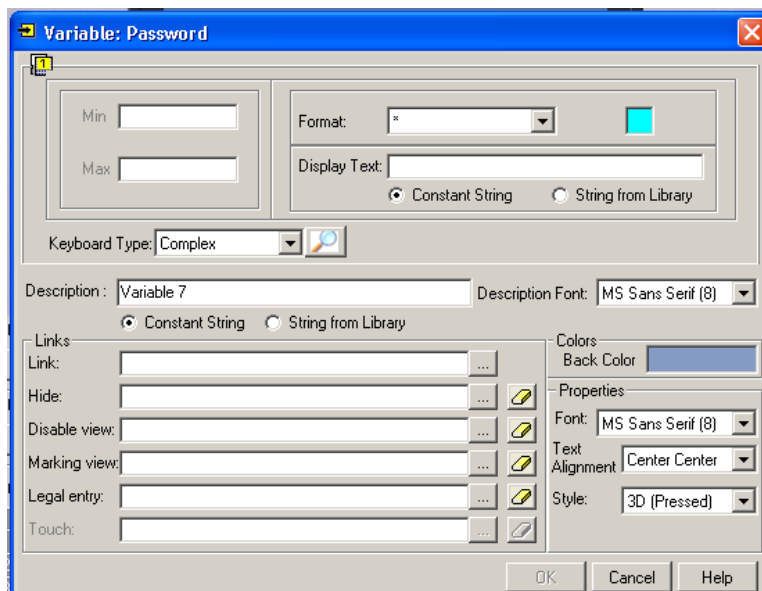 Variable: Password
1
Min
Max
Format: *
Display Text:
Constant String String from Library
Keyboard Type: Complex
Description : Variable 7 Description Font: MS Sans Serif (8)
Constant String String from Library
Links
Link: ...
Hide: ...
Disable view: ...
Marking view: ...
Legal entry: ...
Touch: ...
Colors
Back Color
Properties
Font: MS Sans Serif (8)
Text
Alignment Center Center
Style: 3D (Pressed)
OK Cancel Help